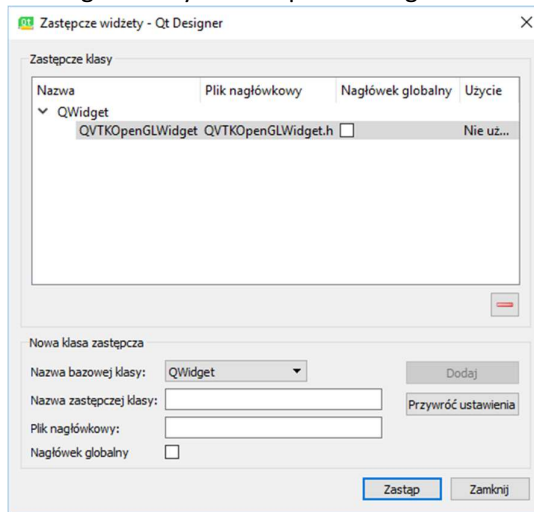 Zastępcze widżety - Qt Designer
Zastępcze klasy
Nazwa Plik nagłówkowy Nagłówek globalny Użycie
QWidget
QVTKOpenGLWidget QVTKOpenGLWidget.h Nie uż...
Nowa klasa zastępcza
Nazwa bazowej klasy: QWidget Dodaj
Nazwa zastępczej klasy: Przywróć ustawienia
Plik nagłówkowy:
Nagłówek globalny
Zastąp Zamknij